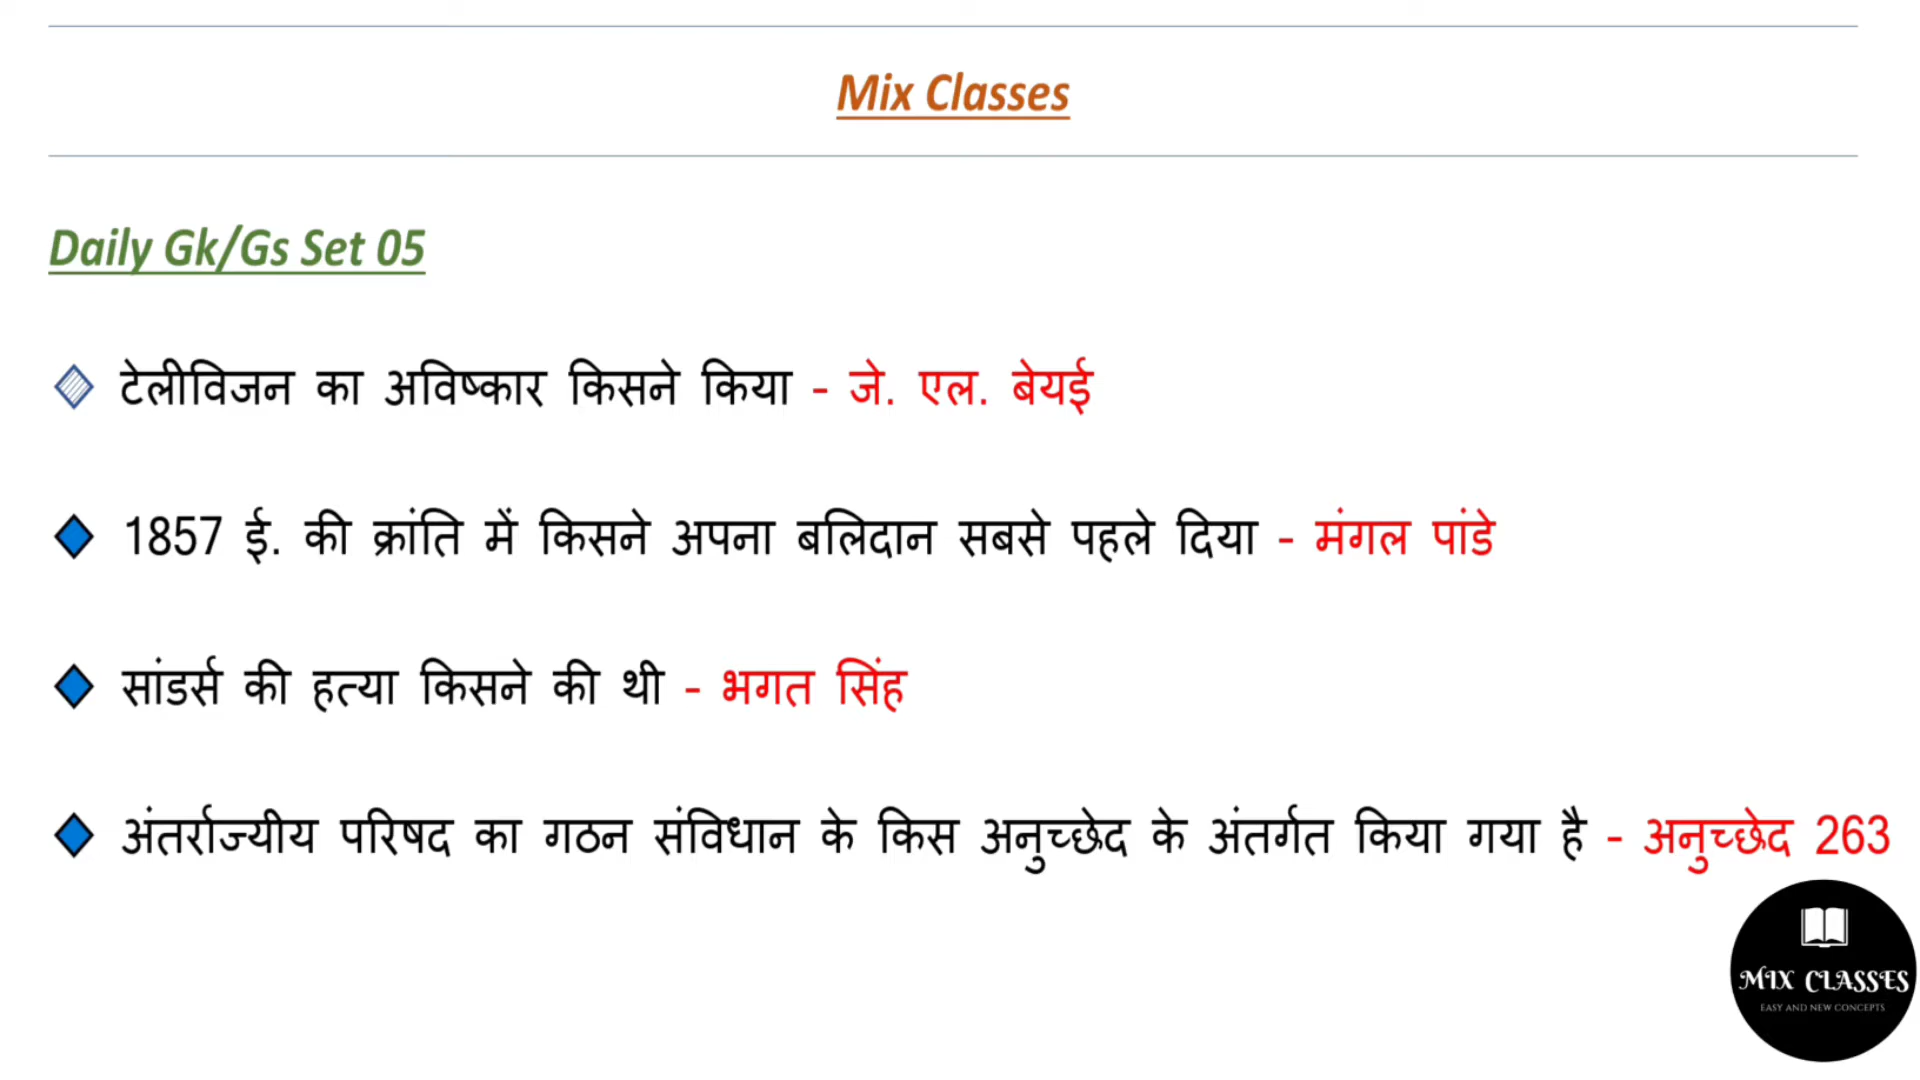 Mix Classes
Daily Gk/Gs Set 05
टेलीविजन का अविष्कार किसने किया - जे. एल. बेयई
1857 ई. की क्रांति में किसने अपना बलिदान सबसे पहले दिया - मंगल पांडे
सांडर्स की हत्या किसने की थी - भगत सिंह
अंतर्राज्यीय परिषद का गठन संविधान के किस अनुच्छेद के अंतर्गत किया गया है - अनुच्छेद 263
MIX CLASSES
EASY AND NEW CONCEPTS